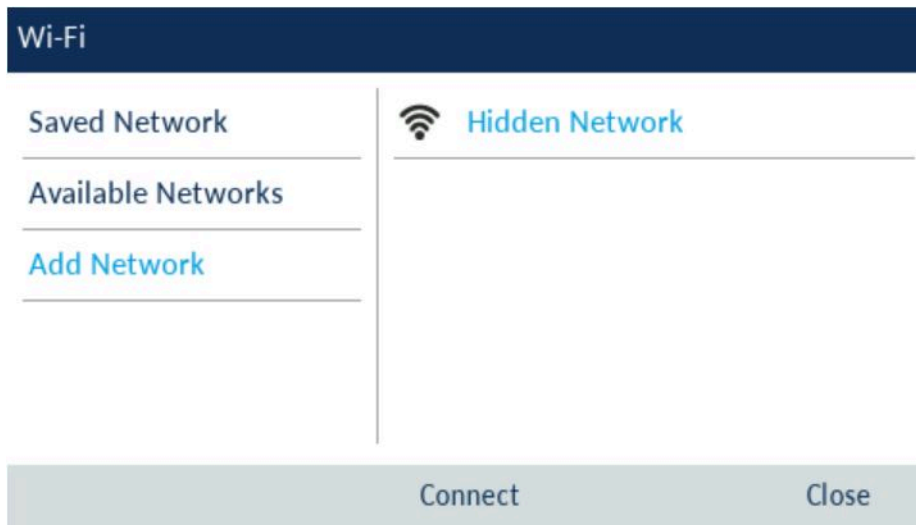 Wi-Fi
Saved Network
Available Networks
Add Network
Hidden Network
Connect
Close